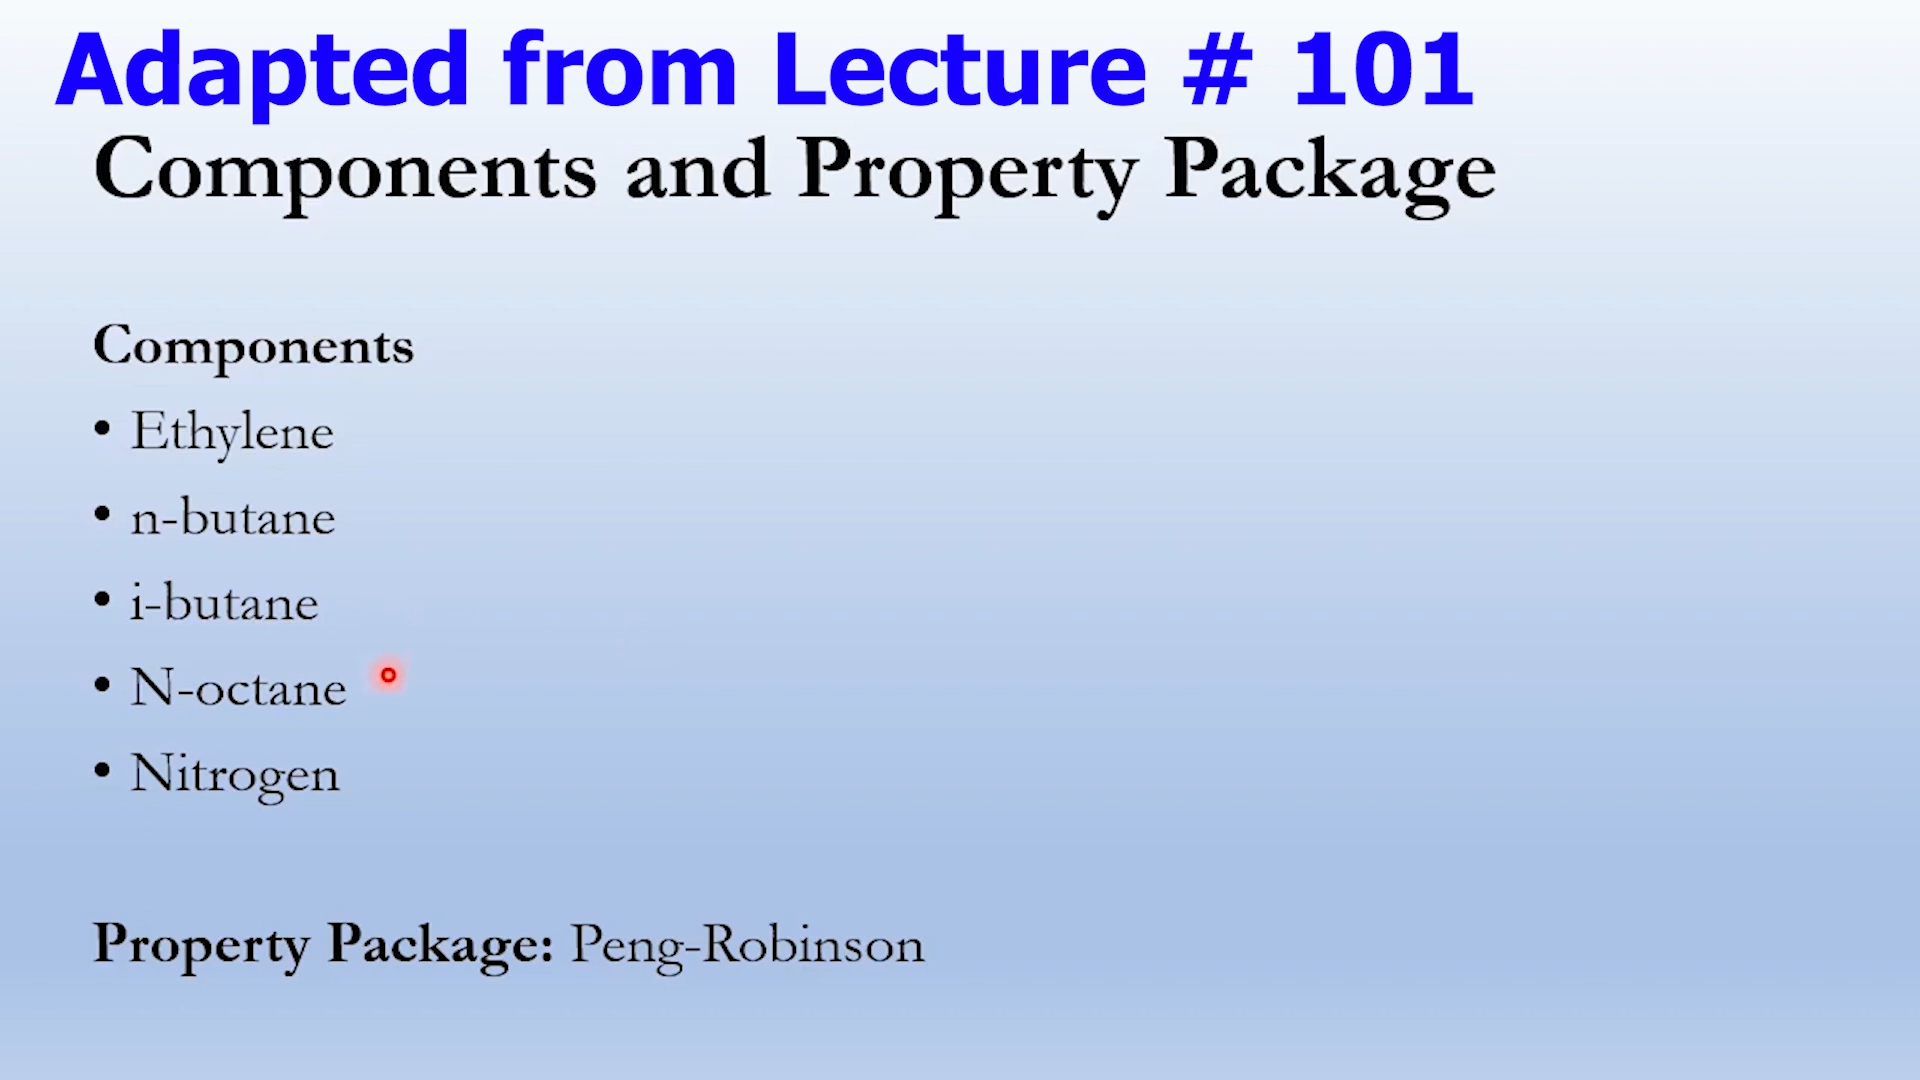 Adapted from Lecture # 101
Components and Property Package
Components
• Ethylene
• n-butane
• i-butane
• N-octane
• Nitrogen
Property Package: Peng-Robinson